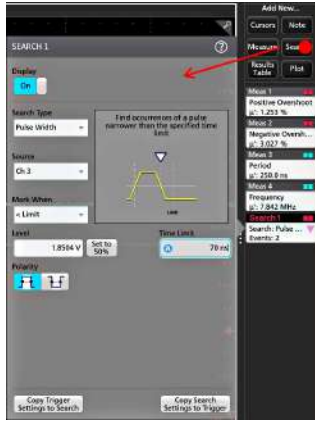 Add New...
Cursors
Note
SEARCH 1
Measure
Display
On
Results Table
Plot
Search Type
Pulse Width
Find occurrences of a pulse
narrower than the specified time
limit
Source
Ch 3
Mark When
< Limit
Level
1.8504 V
Set to
50%
Time Limit
70 ns
Polarity
Copy Trigger
Settings to Search
Copy Search
Settings to Trigger
Meas 1
Positive Overshoot
µ': 1.253 %
Meas 2
Negative Oversh...
µ': 3.027 %
Meas 3
Period
µ': 250.0 ns
Meas 4
Frequency
µ': 7.842 MHz
Search 1
Search: Pulse ...
Events: 2